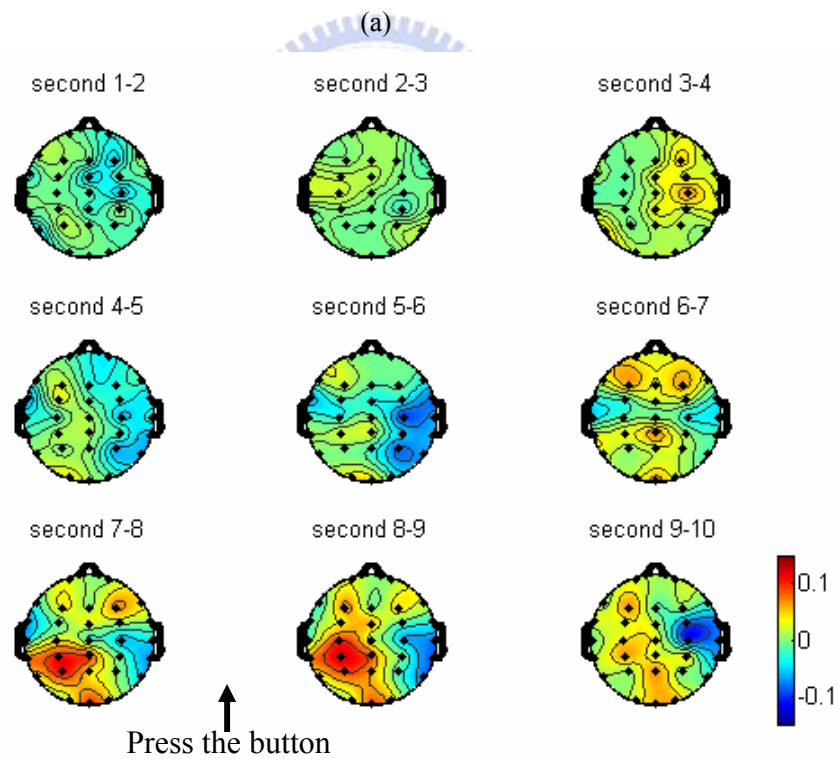 (a)
second 1-2
second 2-3
second 3-4
second 4-5
second 5-6
second 6-7
second 7-8
second 8-9
second 9-10
0.1
0
-0.1
Press the button